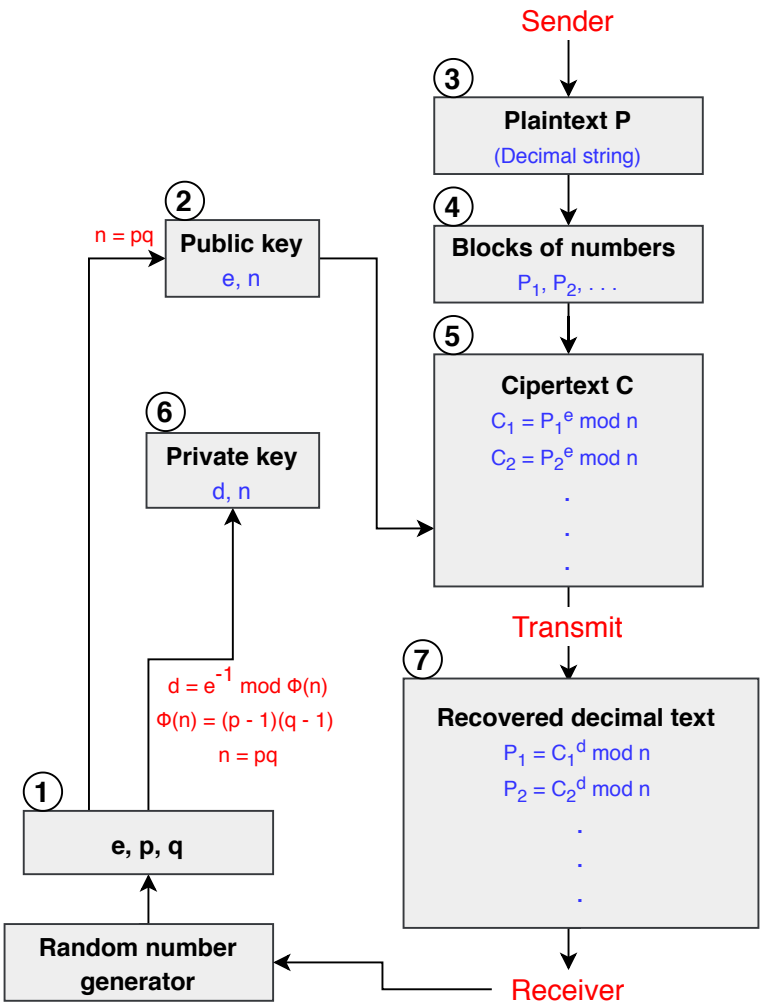 Sender
3
Plaintext P
(Decimal string)
4
Blocks of numbers
P₁, P₂, . . .
2
Public key
e, n
n = pq
5
Cipertext C
C₁ = P₁ᵉ mod n
C₂ = P₂ᵉ mod n
.
.
.
6
Private key
d, n
Transmit
d = e⁻¹ mod Φ(n)
Φ(n) = (p - 1)(q - 1)
n = pq
7
Recovered decimal text
P₁ = C₁ᵈ mod n
P₂ = C₂ᵈ mod n
.
.
.
1
e, p, q
Random number
generator
Receiver